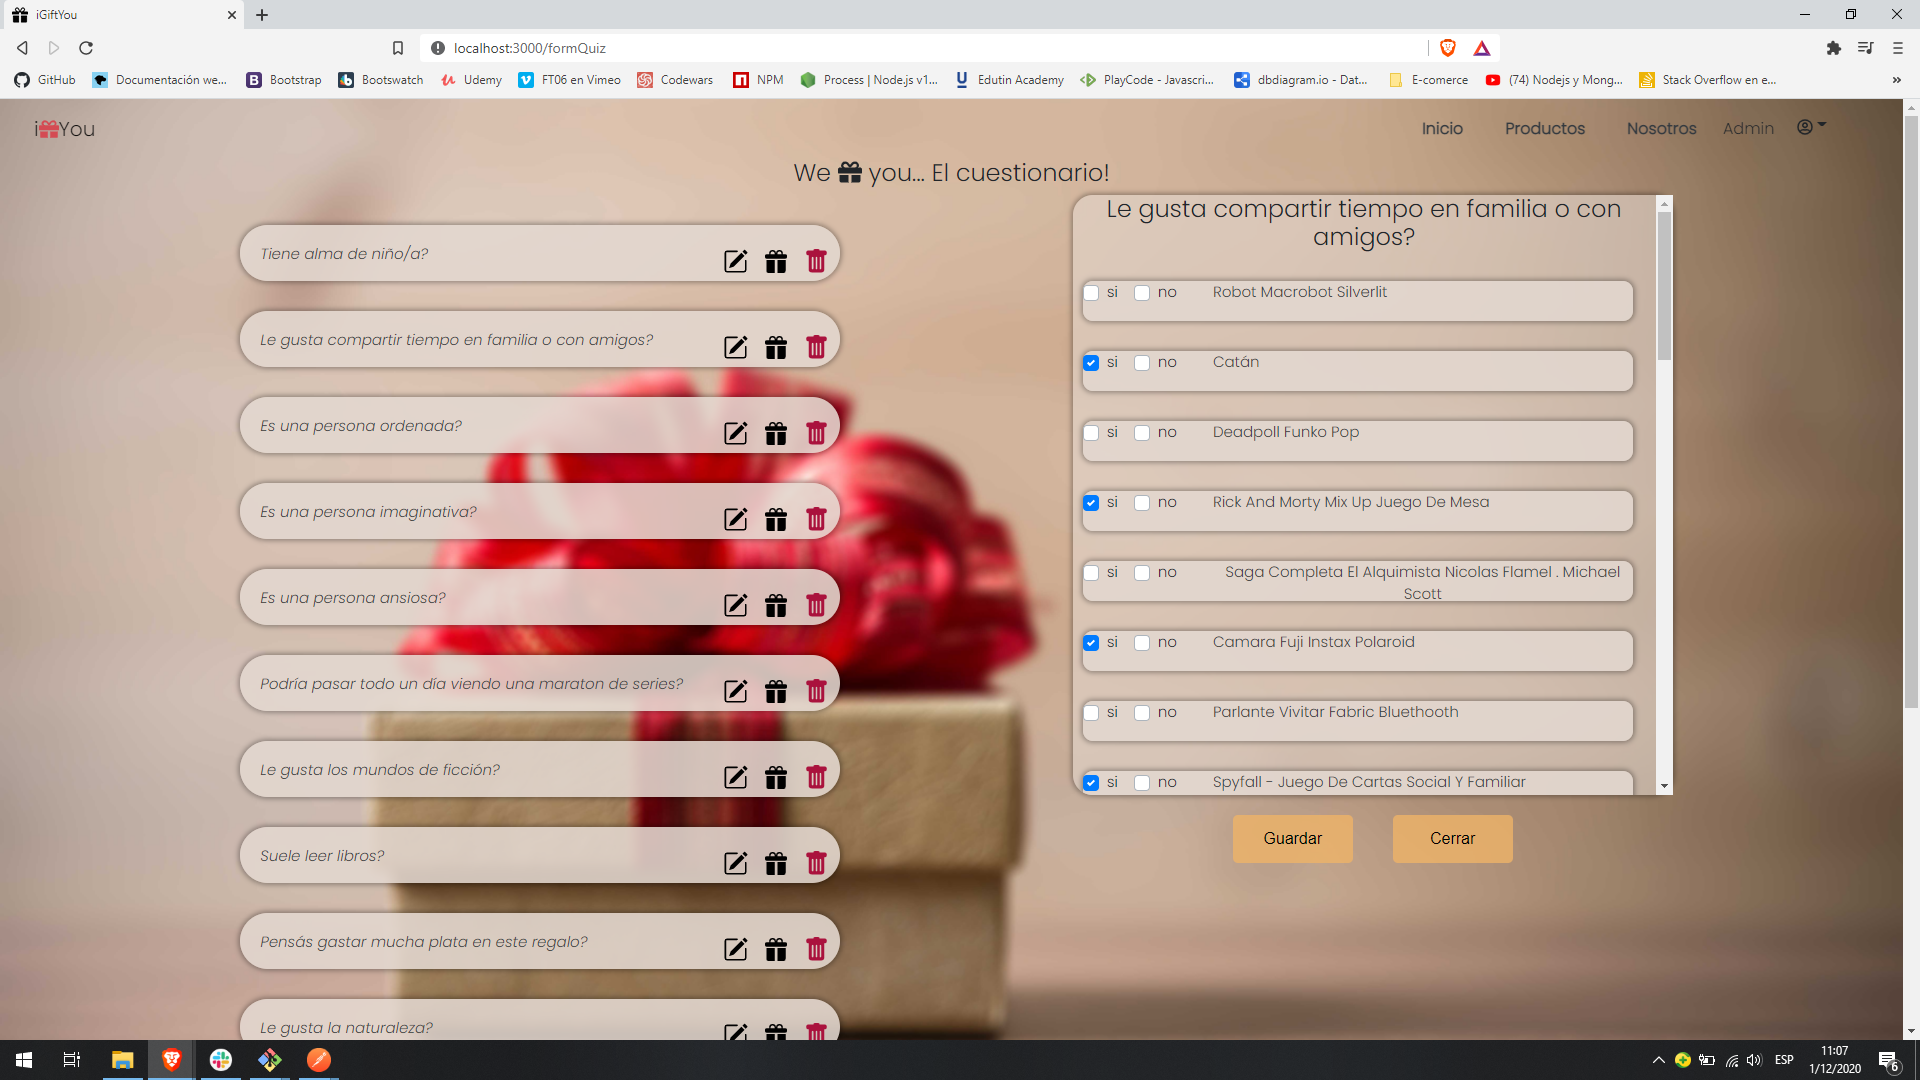 iGiftYou
localhost:3000/formQuiz
GitHub
Documentación we...
Bootstrap
Bootswatch
Udemy
FT06 en Vimeo
Codewars
NPM
Process | Node.js v1...
Edutin Academy
PlayCode - Javascri...
dbdiagram.io - Dat...
E-comerce
(74) Nodejs y Mong...
Stack Overflow en e...
»
i You
Inicio
Productos
Nosotros
Admin
We you... El cuestionario!
Tiene alma de niño/a?
Le gusta compartir tiempo en familia o con amigos?
Es una persona ordenada?
Es una persona imaginativa?
Es una persona ansiosa?
Podría pasar todo un día viendo una maraton de series?
Le gusta los mundos de ficción?
Suele leer libros?
Pensás gastar mucha plata en este regalo?
Le gusta la naturaleza?
Le gusta compartir tiempo en familia o con
amigos?
si no Robot Macrobot Silverlit
si no Catán
si no Deadpoll Funko Pop
si no Rick And Morty Mix Up Juego De Mesa
si no Saga Completa El Alquimista Nicolas Flamel . Michael
Scott
si no Camara Fuji Instax Polaroid
si no Parlante Vivitar Fabric Bluethooth
si no Spyfall - Juego De Cartas Social Y Familiar
Guardar
Cerrar
ESP
11:07
1/12/2020
6